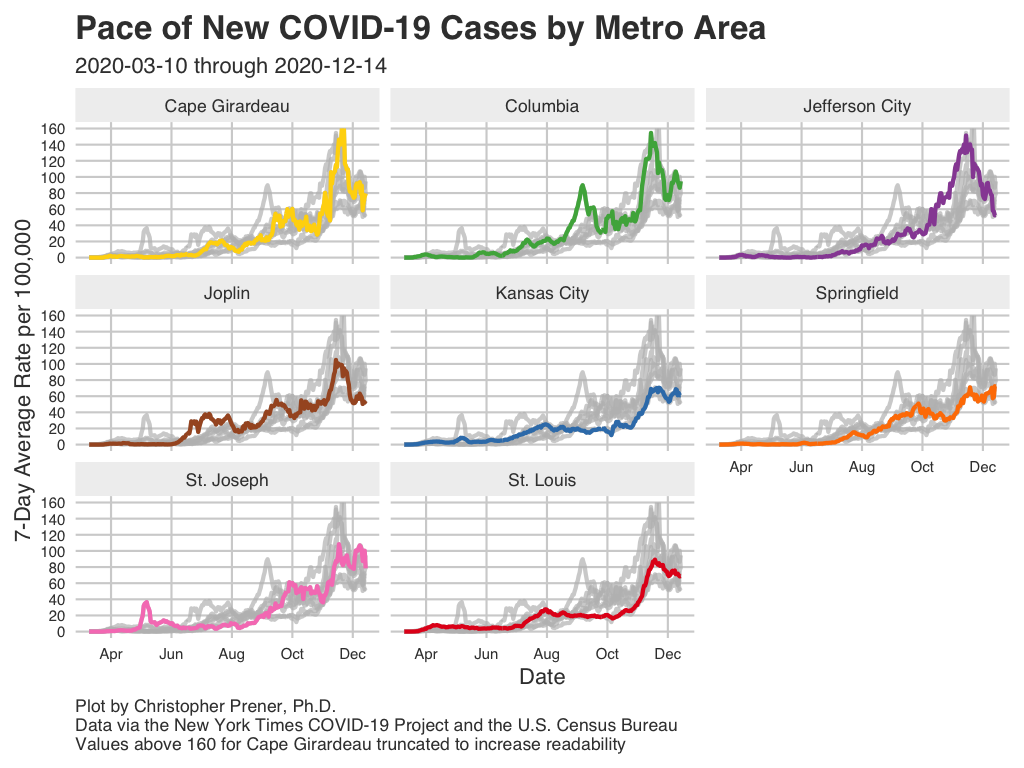 Pace of New COVID-19 Cases by Metro Area
2020-03-10 through 2020-12-14
Cape Girardeau
Columbia
Jefferson City
160
140
120
100
80
60
40
20
0
Joplin
Kansas City
Springfield
160
140
120
100
80
60
40
20
0
Apr Jun Aug Oct Dec
St. Joseph
St. Louis
160
140
120
100
80
60
40
20
0
Apr Jun Aug Oct Dec
Apr Jun Aug Oct Dec
7-Day Average Rate per 100,000
Date
Plot by Christopher Prener, Ph.D.
Data via the New York Times COVID-19 Project and the U.S. Census Bureau
Values above 160 for Cape Girardeau truncated to increase readability